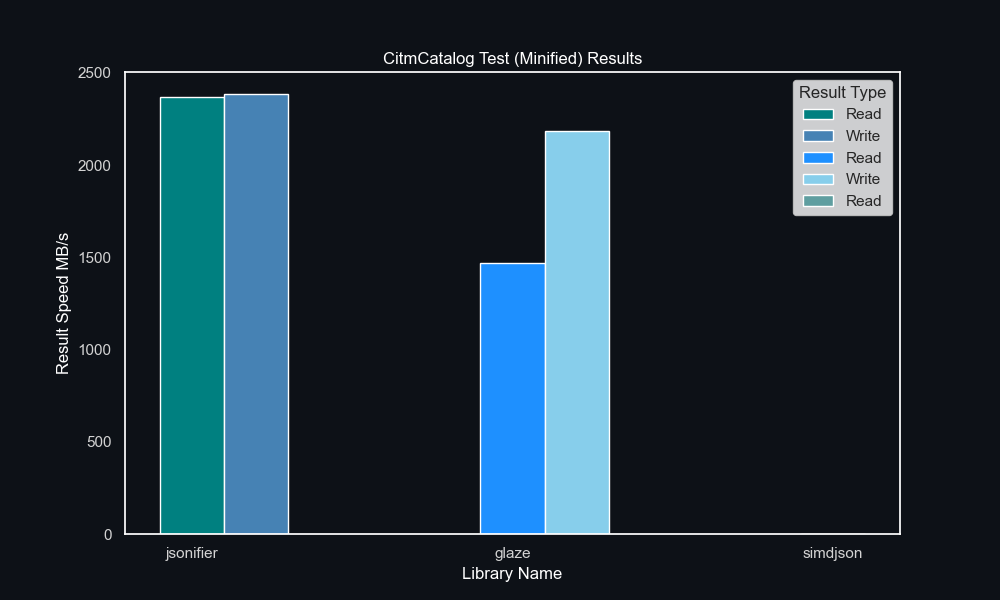 CitmCatalog Test (Minified) Results
2500
2000
1500
1000
500
0
Result Speed MB/s
Result Type
Read
Write
Read
Write
Read
jsonifier
glaze
simdjson
Library Name